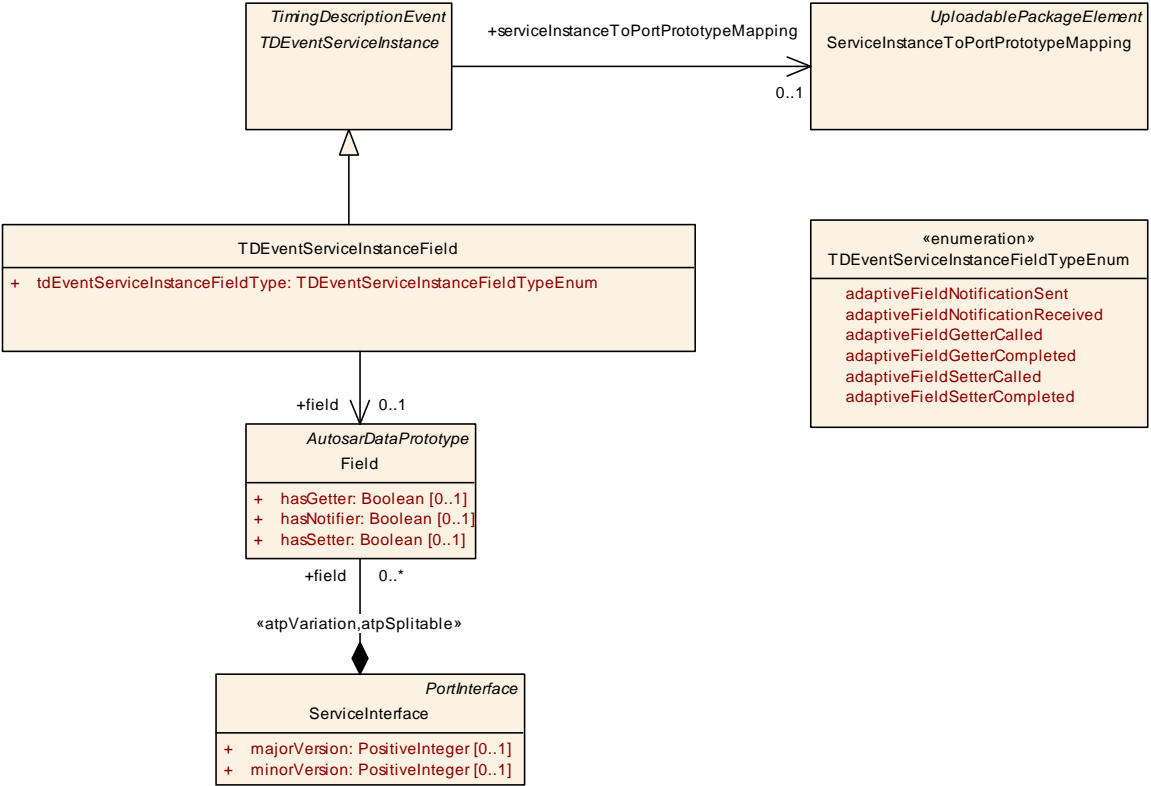 TimingDescriptionEvent
TDEventServiceInstance
+serviceInstanceToPortPrototypeMapping
0..1
UploadablePackageElement
ServiceInstanceToPortPrototypeMapping
TDEventServiceInstanceField
+ tdEventServiceInstanceFieldType: TDEventServiceInstanceFieldTypeEnum
«enumeration»
TDEventServiceInstanceFieldTypeEnum
adaptiveFieldNotificationSent
adaptiveFieldNotificationReceived
adaptiveFieldGetterCalled
adaptiveFieldGetterCompleted
adaptiveFieldSetterCalled
adaptiveFieldSetterCompleted
+field 0..1
AutosarDataPrototype
Field
+ hasGetter: Boolean [0..1]
+ hasNotifier: Boolean [0..1]
+ hasSetter: Boolean [0..1]
+field 0..*
«atpVariation,atpSplitable»
PortInterface
ServiceInterface
+ majorVersion: PositiveInteger [0..1]
+ minorVersion: PositiveInteger [0..1]